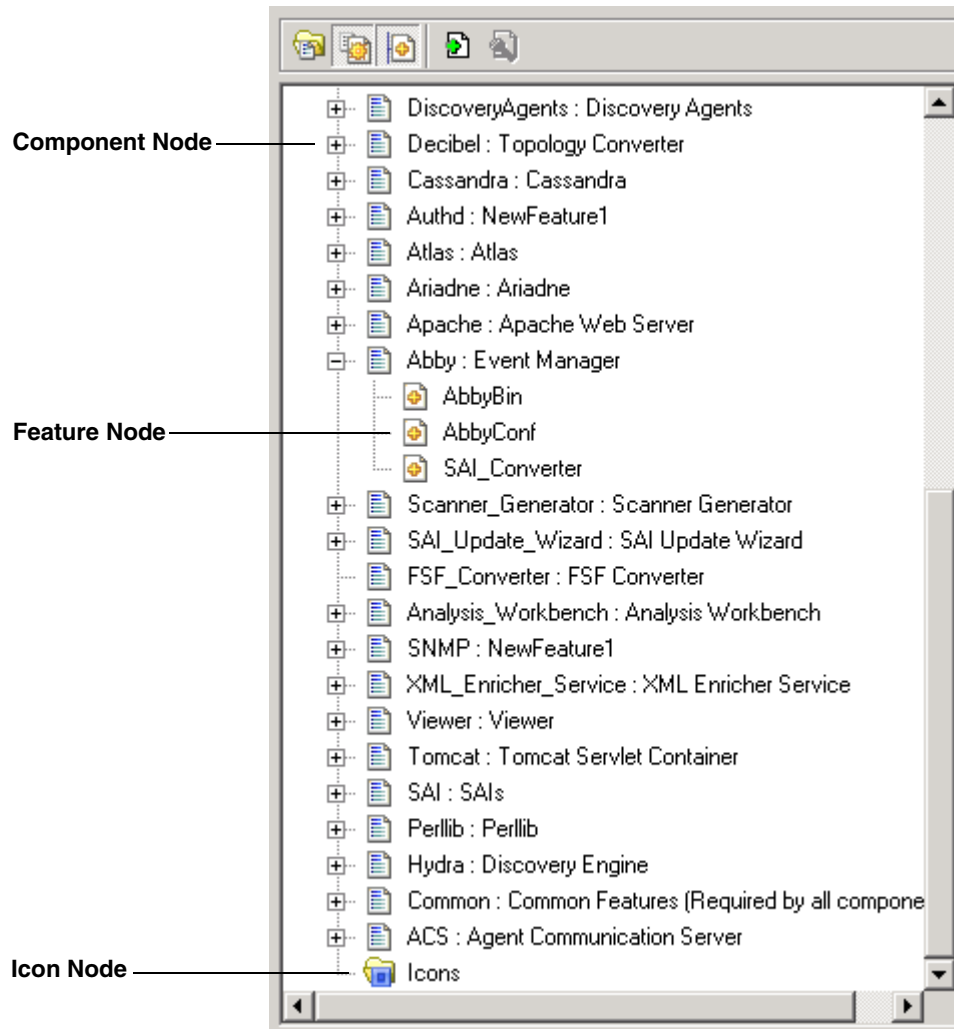 DiscoveryAgents : Discovery Agents
Component Node
Decibel : Topology Converter
Cassandra : Cassandra
Authd : NewFeature1
Atlas : Atlas
Ariadne : Ariadne
Apache : Apache Web Server
Abby : Event Manager
AbbyBin
Feature Node
AbbyConf
SAI_Converter
Scanner_Generator : Scanner Generator
SAI_Update_Wizard : SAI Update Wizard
FSF_Converter : FSF Converter
Analysis_Workbench : Analysis Workbench
SNMP : NewFeature1
XML_Enricher_Service : XML Enricher Service
Viewer : Viewer
Tomcat : Tomcat Servlet Container
SAI : SAIs
Perllib : Perllib
Hydra : Discovery Engine
Common : Common Features (Required by all compone
ACS : Agent Communication Server
Icon Node
Icons